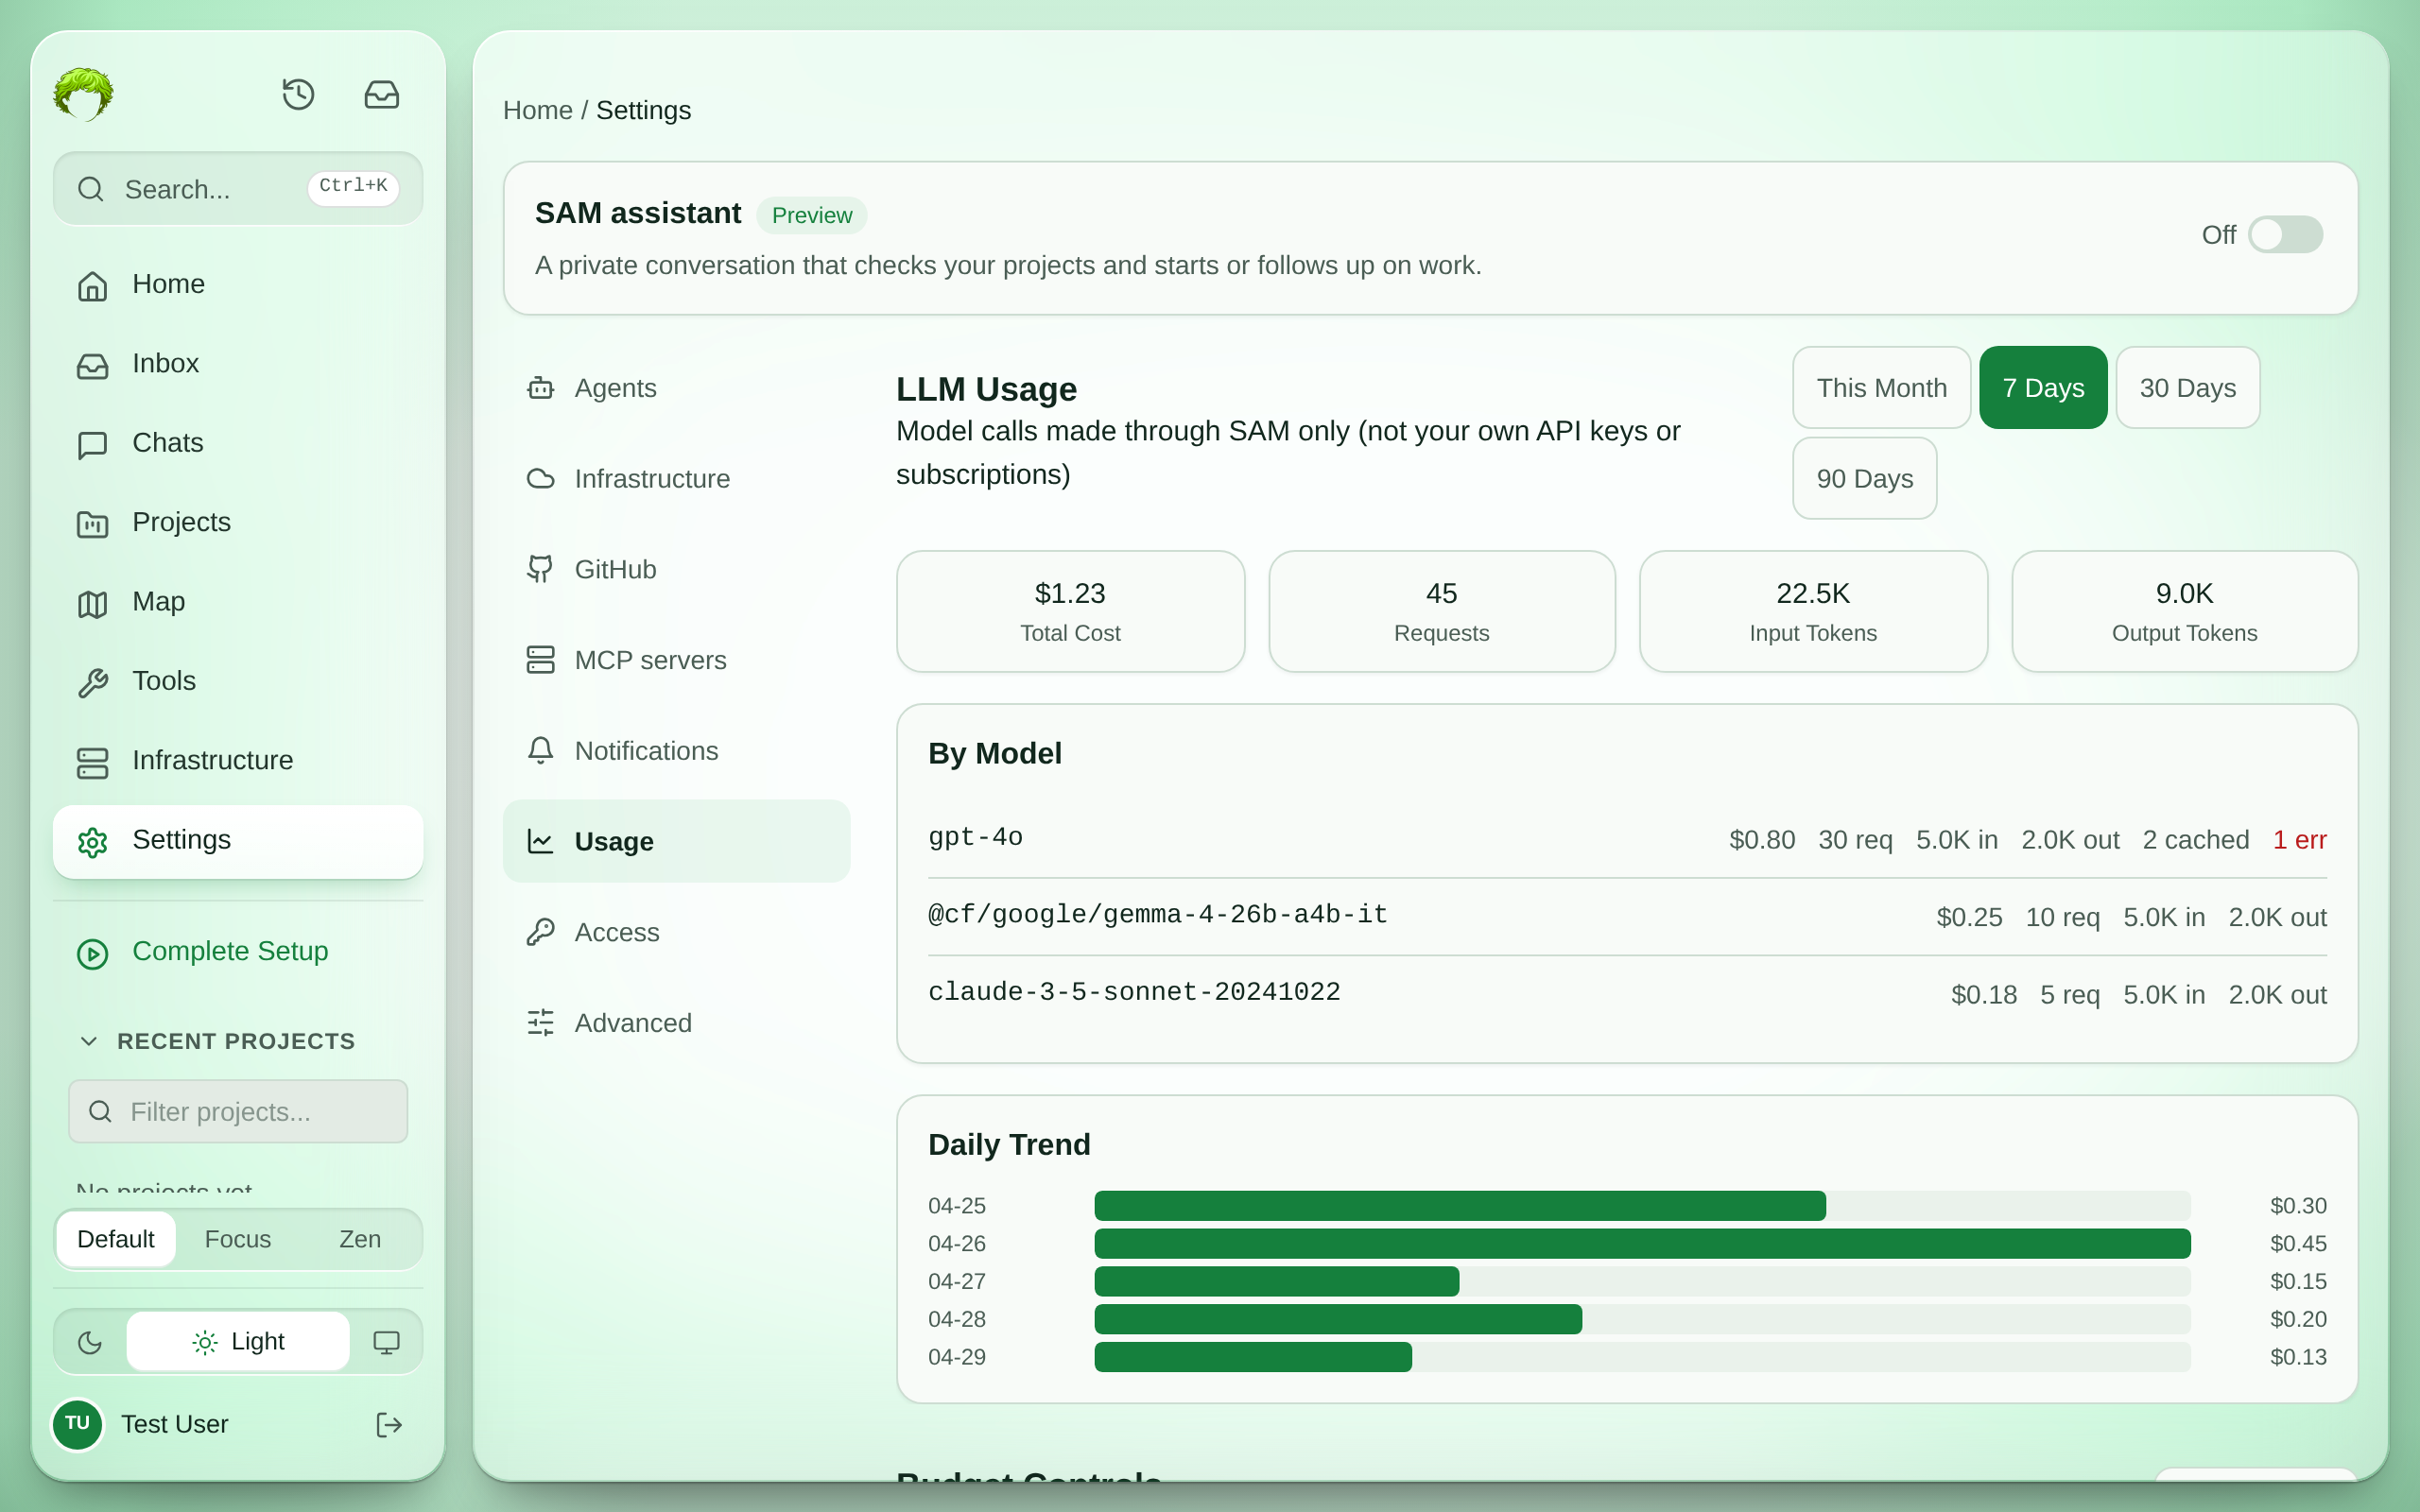 Search... Ctrl+K
Home
Inbox
Chats
Projects
Map
Tools
Infrastructure
Settings
Complete Setup
RECENT PROJECTS
Filter projects...
No projects yet
Default Focus Zen
Light
TU Test User
Home / Settings
SAM assistant Preview
A private conversation that checks your projects and starts or follows up on work.
Off
Agents
Infrastructure
GitHub
MCP servers
Notifications
Usage
Access
Advanced
LLM Usage
Model calls made through SAM only (not your own API keys or
subscriptions)
This Month 7 Days 30 Days
90 Days
$1.23
Total Cost
45
Requests
22.5K
Input Tokens
9.0K
Output Tokens
By Model
gpt-4o $0.80 30 req 5.0K in 2.0K out 2 cached 1 err
@cf/google/gemma-4-26b-a4b-it $0.25 10 req 5.0K in 2.0K out
claude-3-5-sonnet-20241022 $0.18 5 req 5.0K in 2.0K out
Daily Trend
04-25 $0.30
04-26 $0.45
04-27 $0.15
04-28 $0.20
04-29 $0.13
Budget Controls